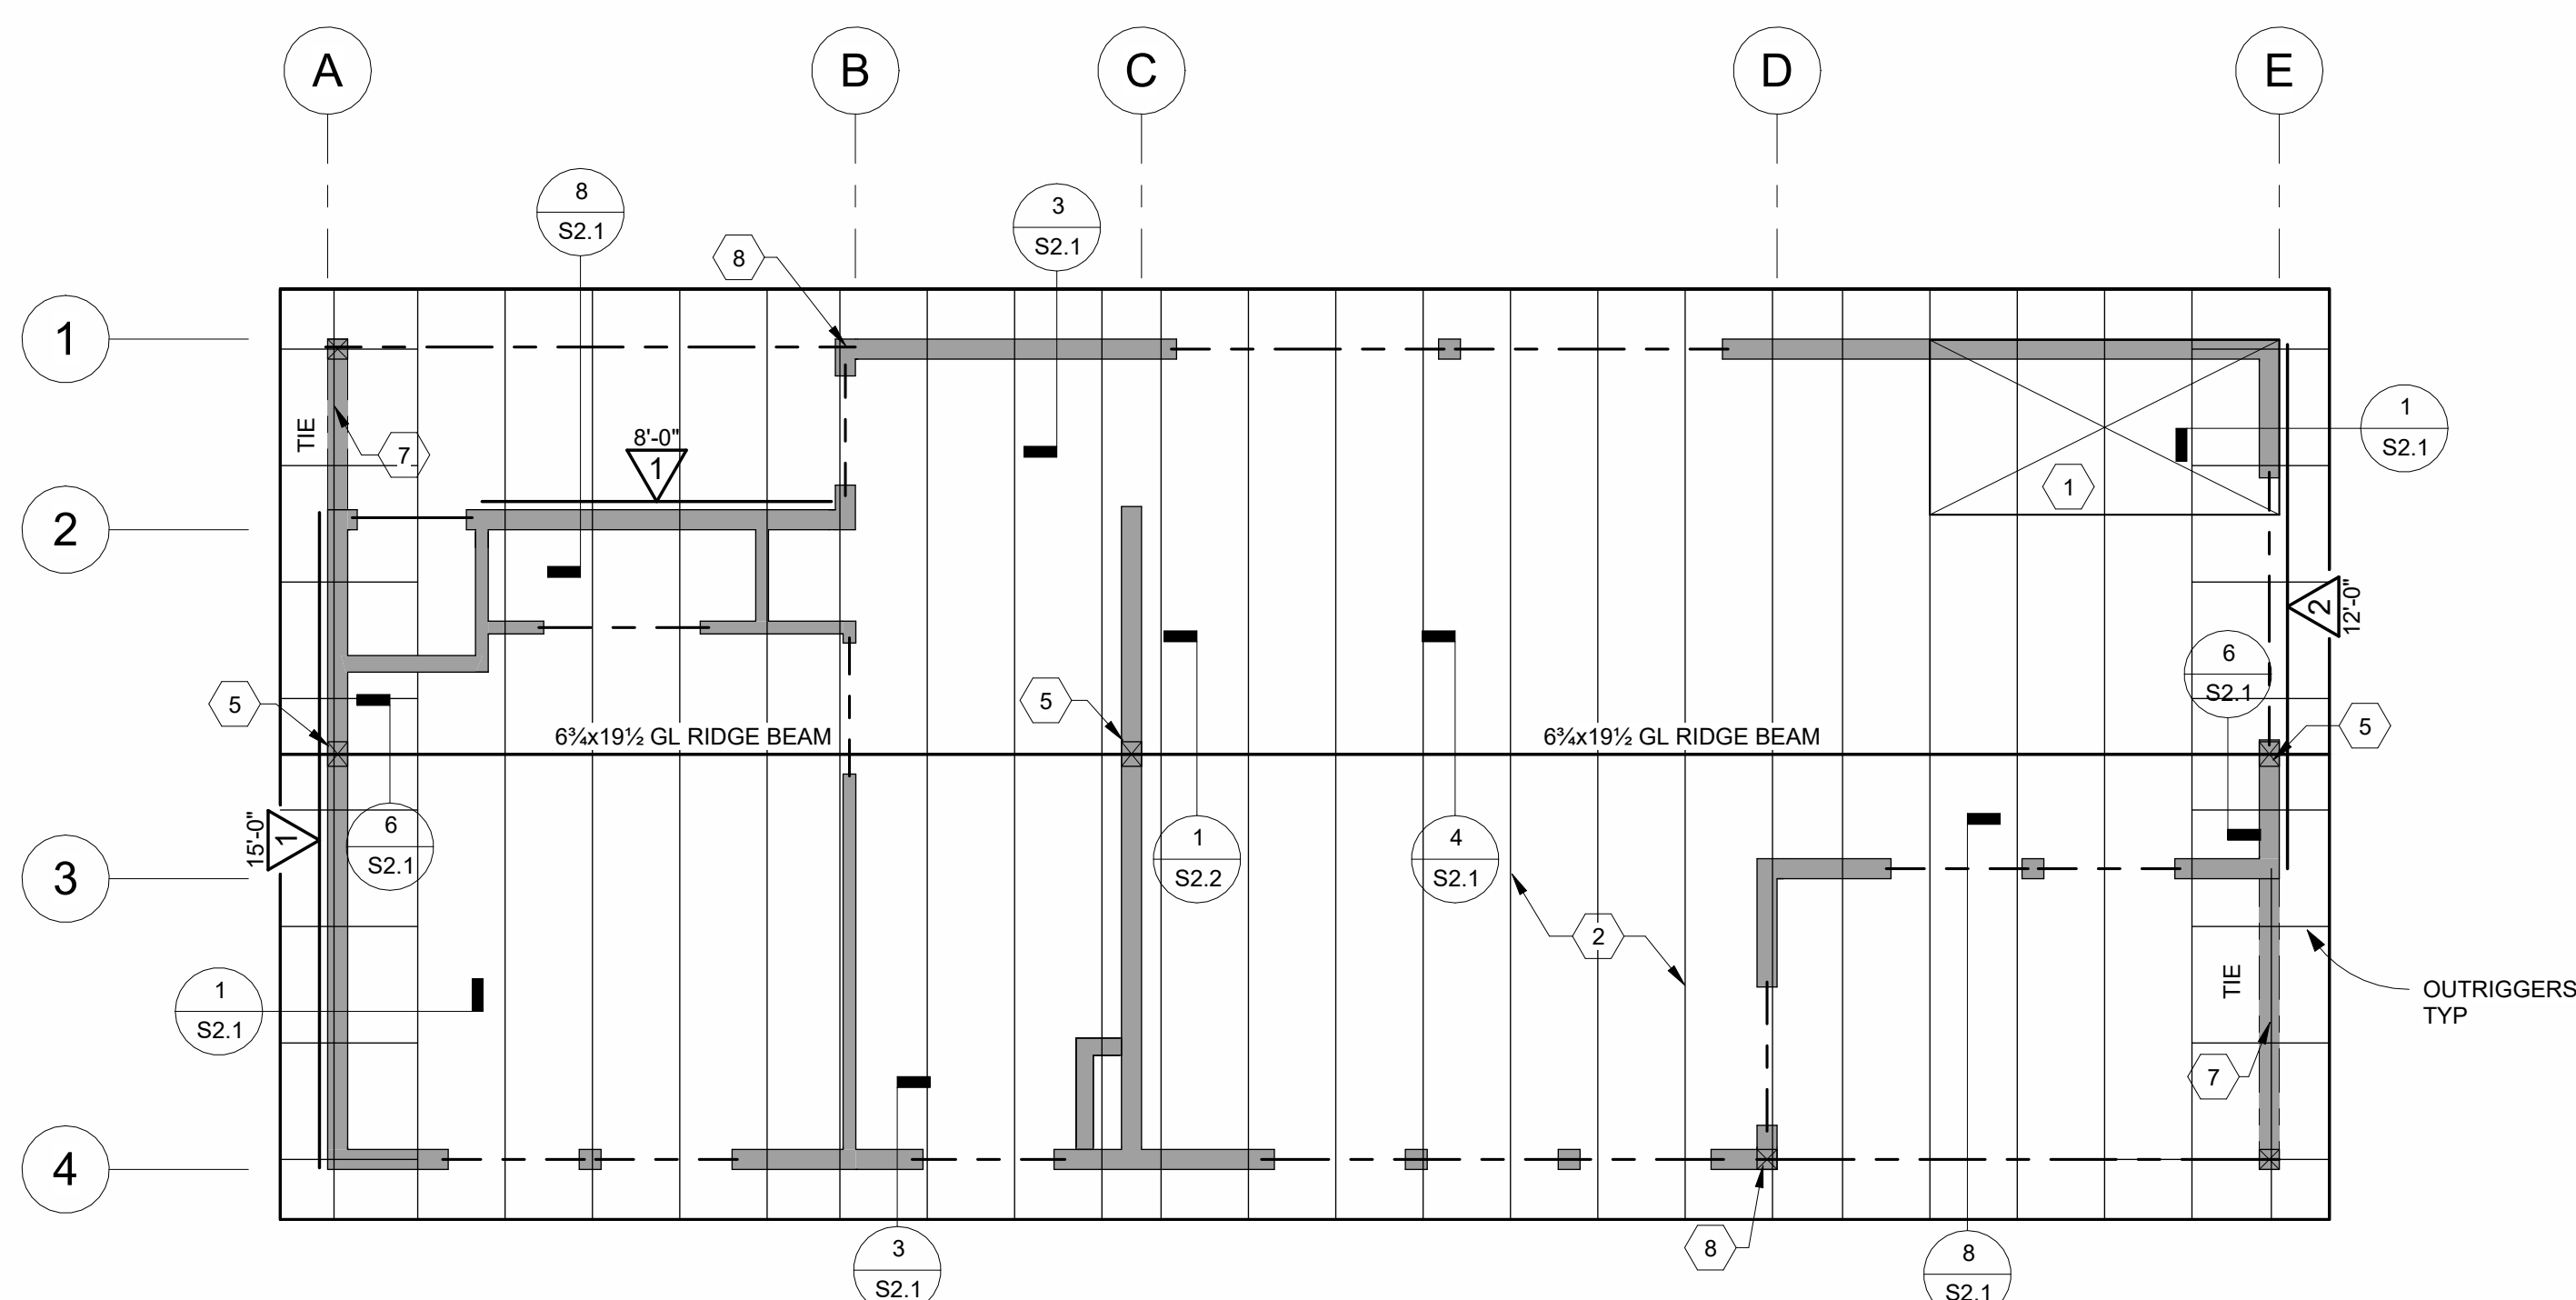 A
B
C
D
E
8
S2.1
3
S2.1
8
1
1
S2.1
TIE
7
8'-0"
1
1
2
2
12'-0"
6
S2.1
5
5
5
6¾x19½ GL RIDGE BEAM
6¾x19½ GL RIDGE BEAM
15'-0"
1
6
S2.1
1
S2.2
4
S2.1
3
2
1
S2.1
TIE
OUTRIGGERS
TYP
7
4
3
S2.1
8
8
S2.1